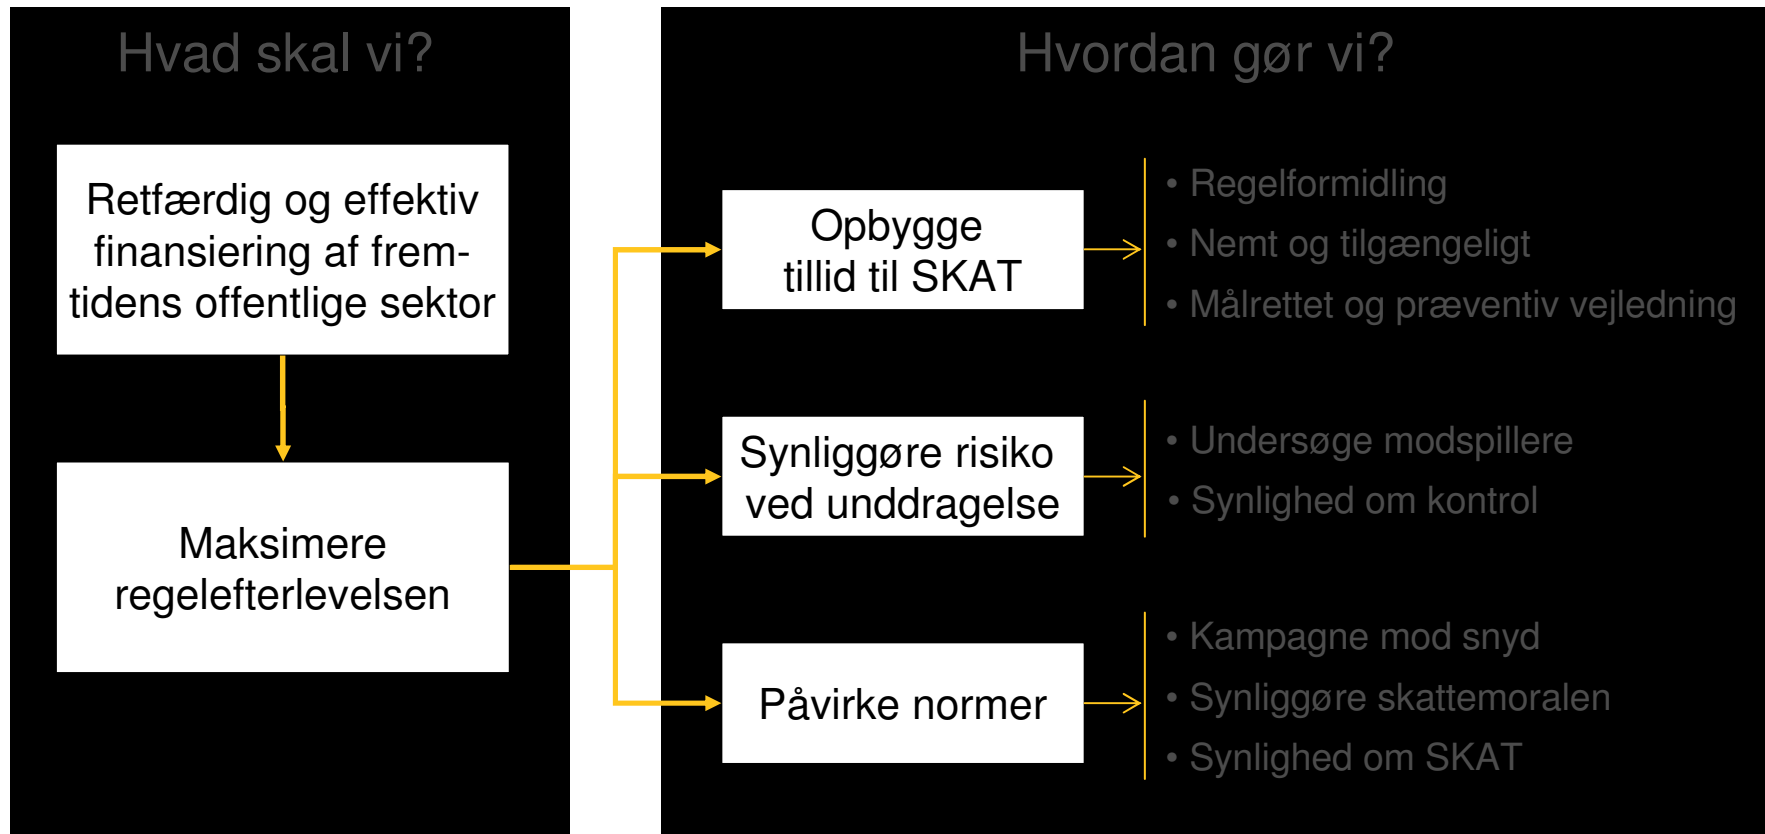 Hvad skal vi?
Retfærdig og effektiv
finansiering af frem-
tidens offentlige sektor
Maksimere
regelefterlevelsen
Hvordan gør vi?
Opbygge
tillid til SKAT
• Regelformidling
• Nemt og tilgængeligt
• Målrettet og præventiv vejledning
Synliggøre risiko
ved unddragelse
• Undersøge modspillere
• Synlighed om kontrol
Påvirke normer
• Kampagne mod snyd
• Synliggøre skattemoralen
• Synlighed om SKAT